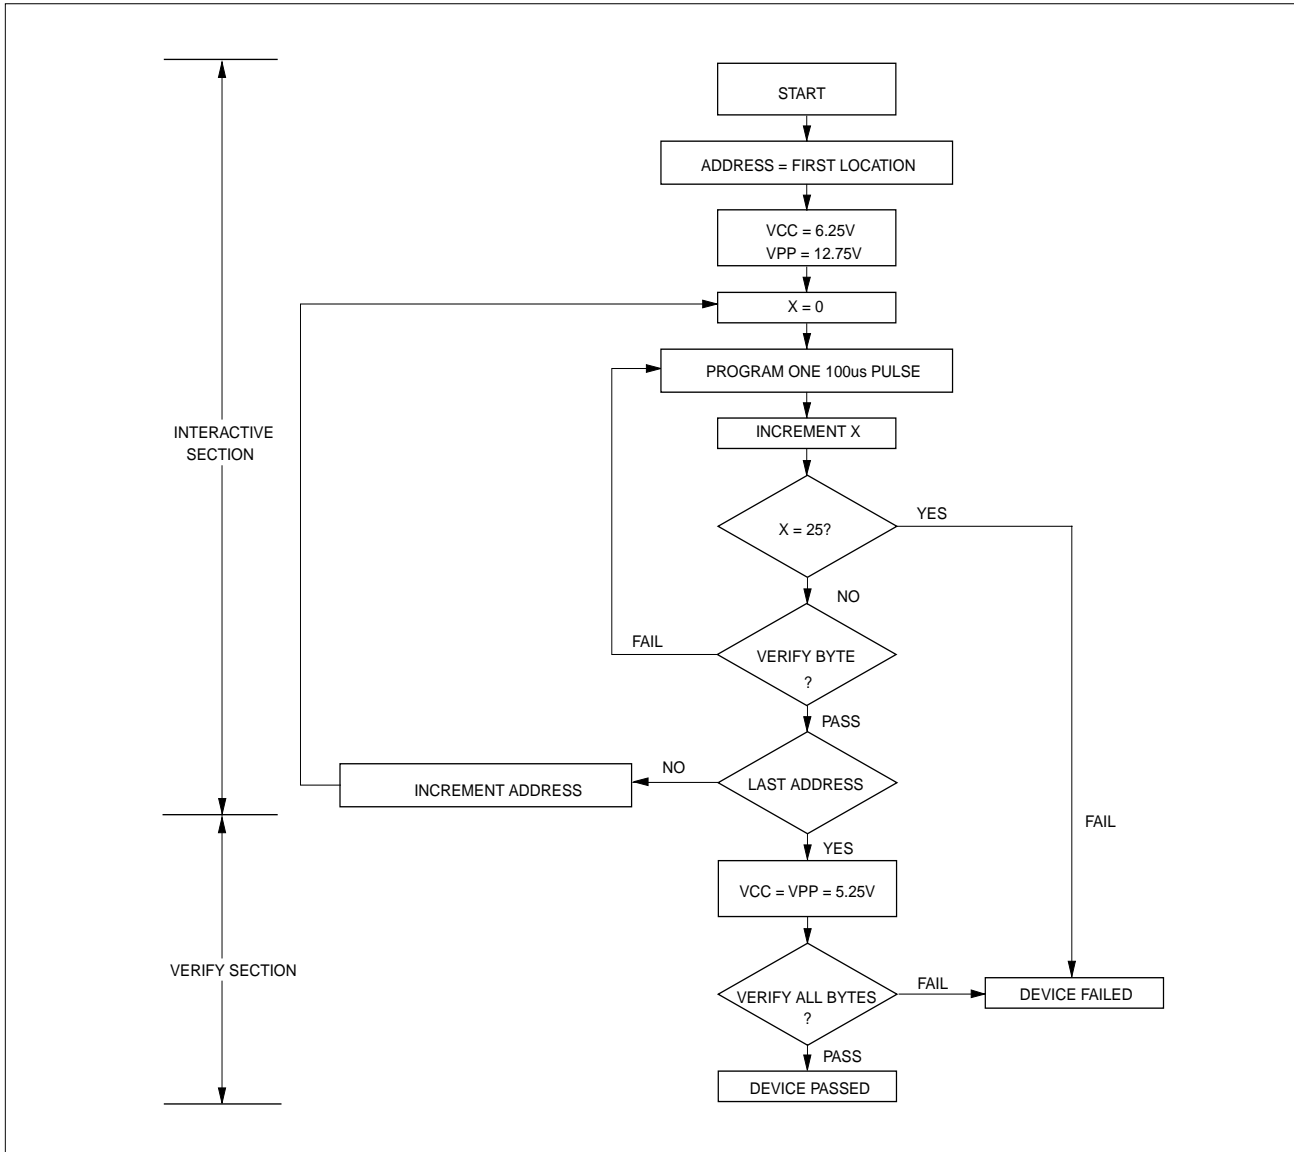 START
ADDRESS = FIRST LOCATION
VCC = 6.25V
VPP = 12.75V
X = 0
PROGRAM ONE 100us PULSE
INTERACTIVE
SECTION
INCREMENT X
X = 25?
YES
NO
FAIL
VERIFY BYTE
?
PASS
NO
LAST ADDRESS
INCREMENT ADDRESS
FAIL
YES
VCC = VPP = 5.25V
VERIFY SECTION
FAIL
VERIFY ALL BYTES
?
DEVICE FAILED
PASS
DEVICE PASSED